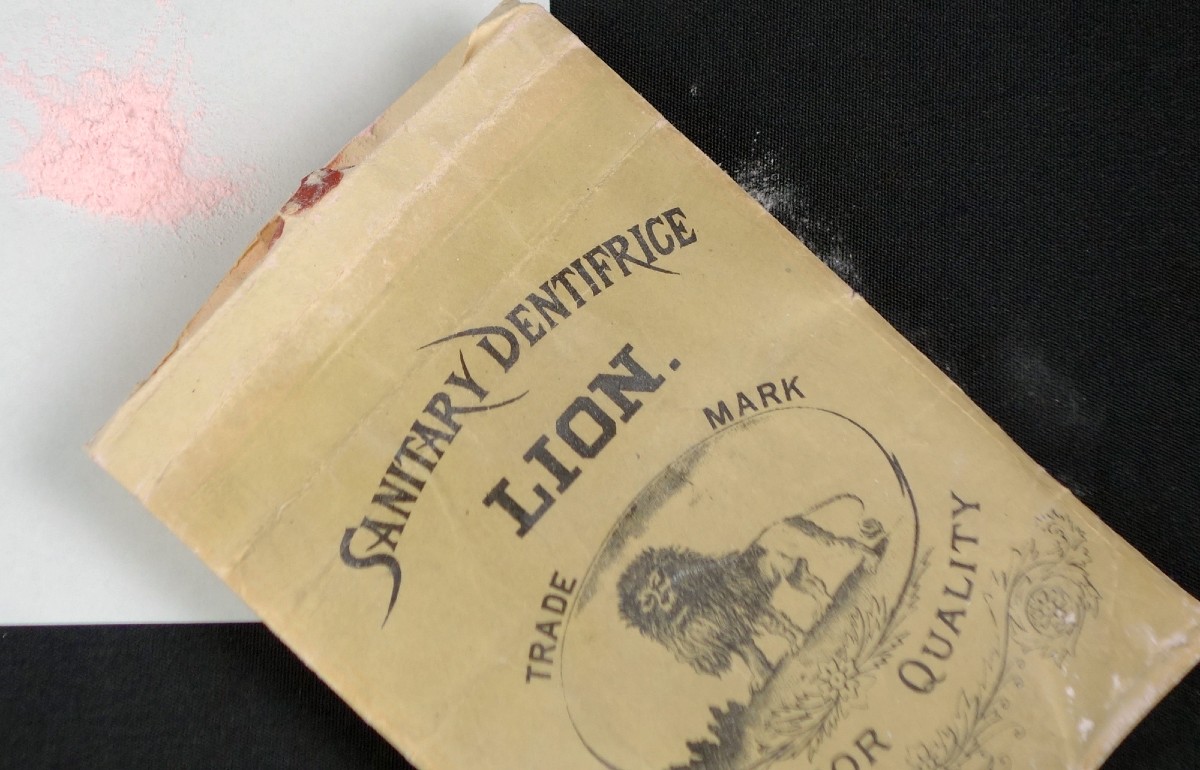 SANITARY DENTIFRICE
LION.
TRADE MARK
OR QUALITY